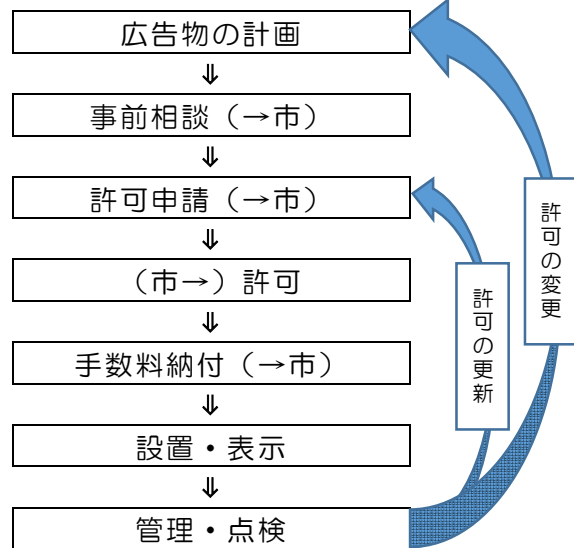 広告物の計画
⇓
事前相談（→市）
⇓
許可申請（→市）
⇓
（市→）許可
⇓
手数料納付（→市）
⇓
設置・表示
⇓
管理・点検
許可の更新
許可の変更